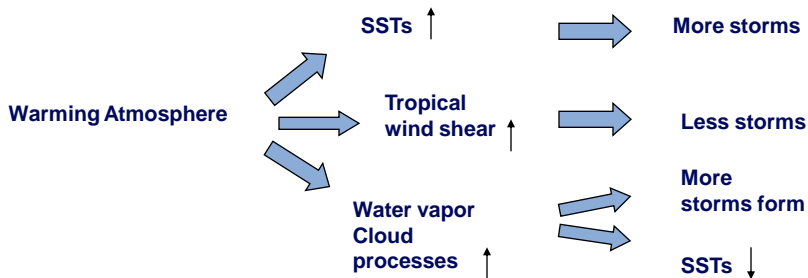 SSTs
More storms
Warming Atmosphere
Tropical
wind shear
Less storms
Water vapor
Cloud
processes
More
storms form
SSTs